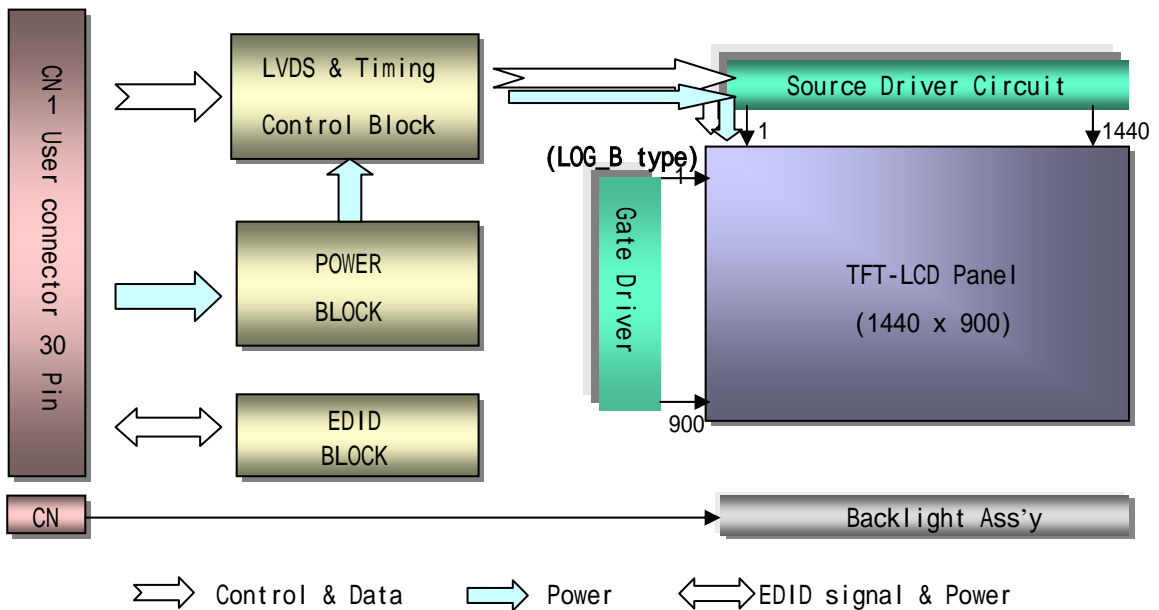 CN1 User connector 30 Pin
LVDS & Timing
Control Block
POWER
BLOCK
EDID
BLOCK
Source Driver Circuit
1
1440
(LOG_B type)
1
Gate Driver
900
TFT-LCD Panel
(1440 x 900)
CN
Backlight Ass'y
Control & Data
Power
EDID signal & Power